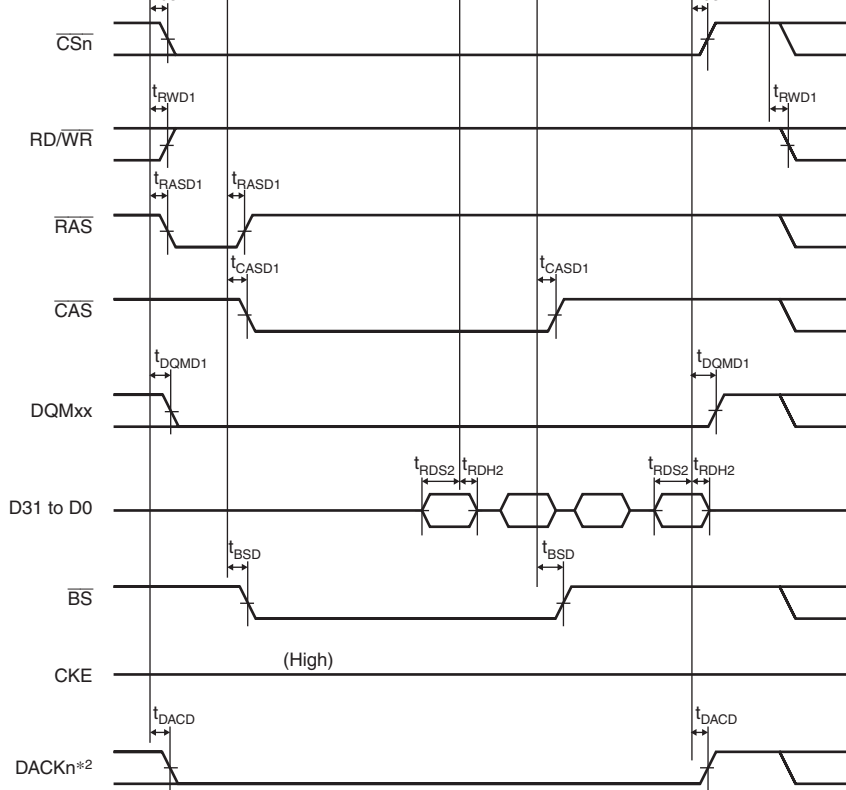 CSn
tRWD1 tRWD1
RD/WR
tRASD1 tRASD1
RAS
tCASD1 tCASD1
CAS
tDQMD1 tDQMD1
DQMxx
tRDS2 tRDH2 tRDS2 tRDH2
D31 to D0
tBSD tBSD
BS
(High)
CKE
tDACD tDACD
DACKn*2